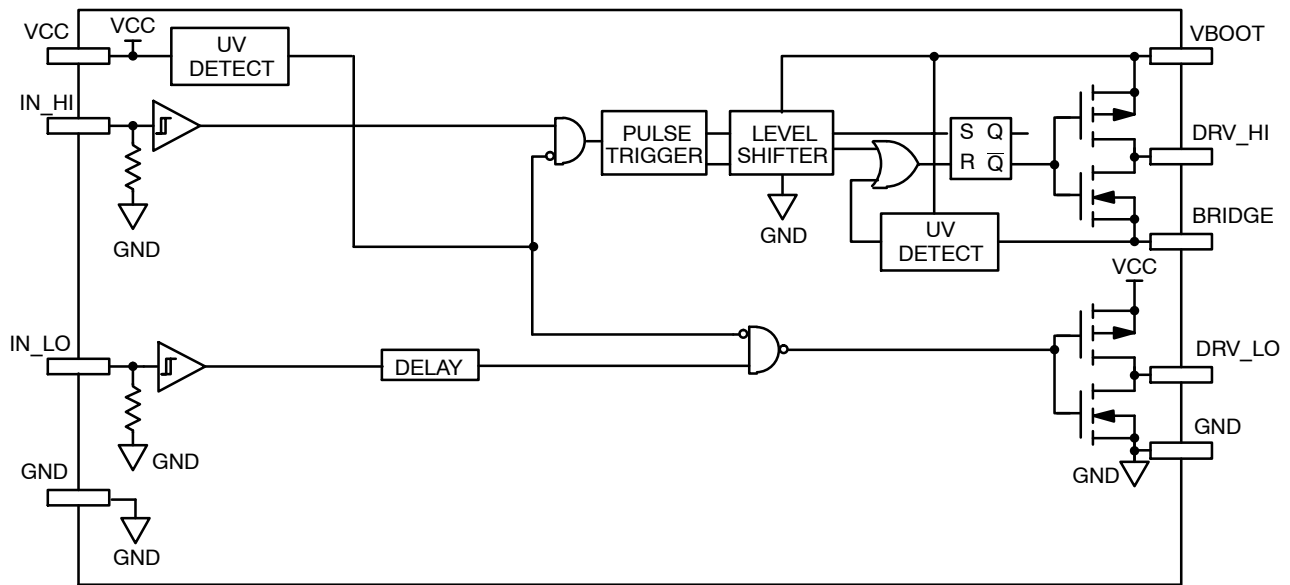 VCC
VCC
UV
DETECT
VBOOT
IN_HI
PULSE
TRIGGER
LEVEL
SHIFTER
S Q
R Q̅
DRV_HI
GND
GND
UV
DETECT
BRIDGE
VCC
IN_LO
DELAY
DRV_LO
GND
GND
GND
GND
GND